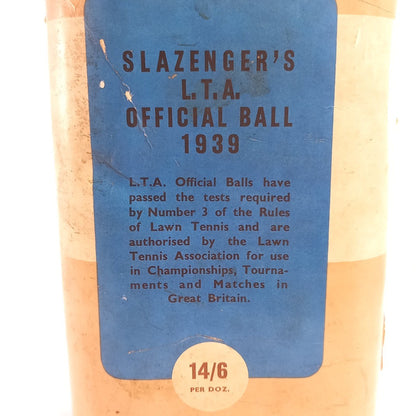 SLAZENGER'S
L.T.A.
OFFICIAL BALL
1939
L.T.A. Official Balls have
passed the tests required
by Number 3 of the Rules
of Lawn Tennis and are
authorised by the Lawn
Tennis Association for use
in Championships, Tourna-
ments and Matches in
Great Britain.
14/6
PER DOZ.